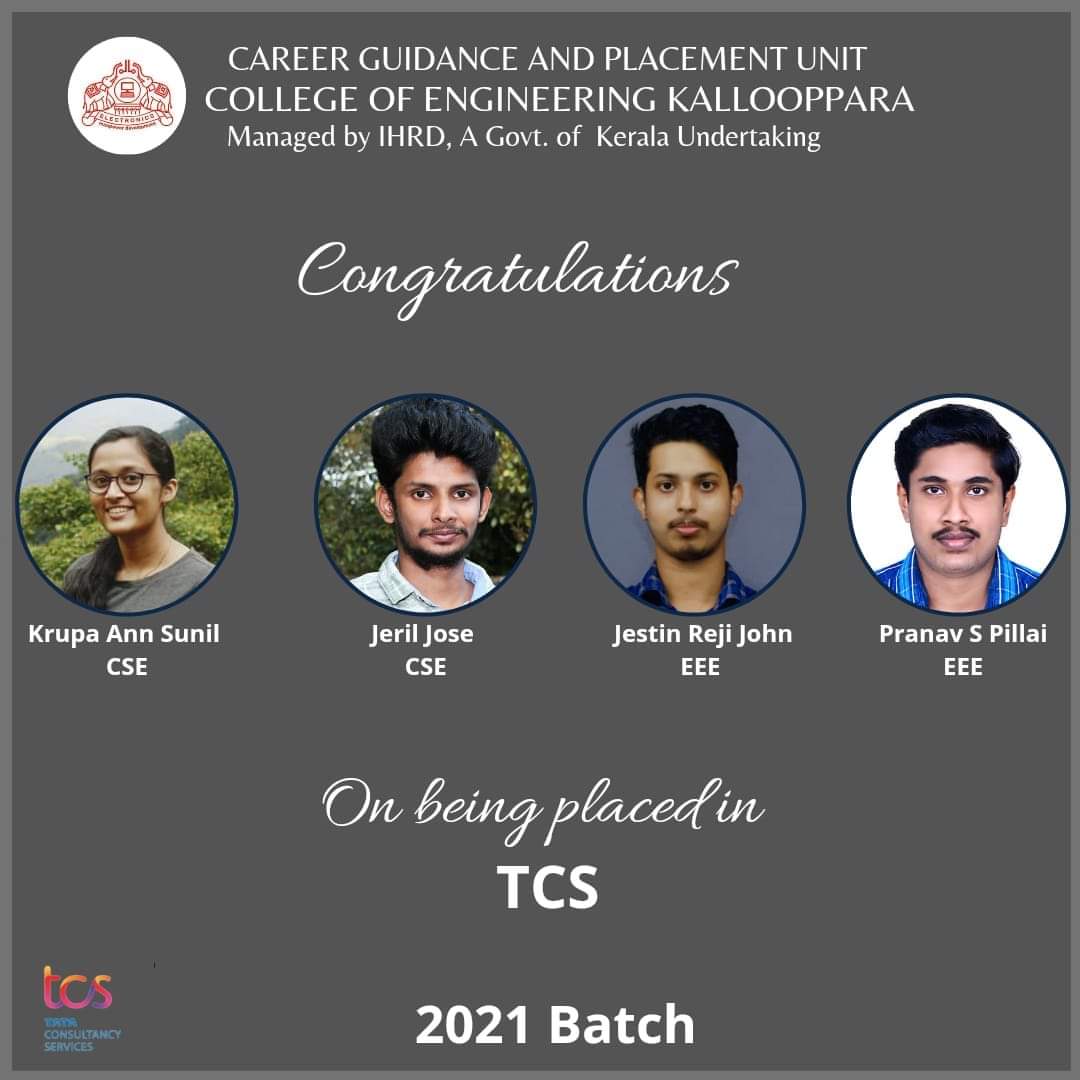 CAREER GUIDANCE AND PLACEMENT UNIT
COLLEGE OF ENGINEERING KALLOOPPARA
Managed by IHRD, A Govt. of Kerala Undertaking
ELECTRONICS
manpower development
Congratulations
Krupa Ann Sunil
CSE
Jeril Jose
CSE
Jestin Reji John
EEE
Pranav S Pillai
EEE
On being placed in
TCS
tcs
TATA
CONSULTANCY
SERVICES
2021 Batch